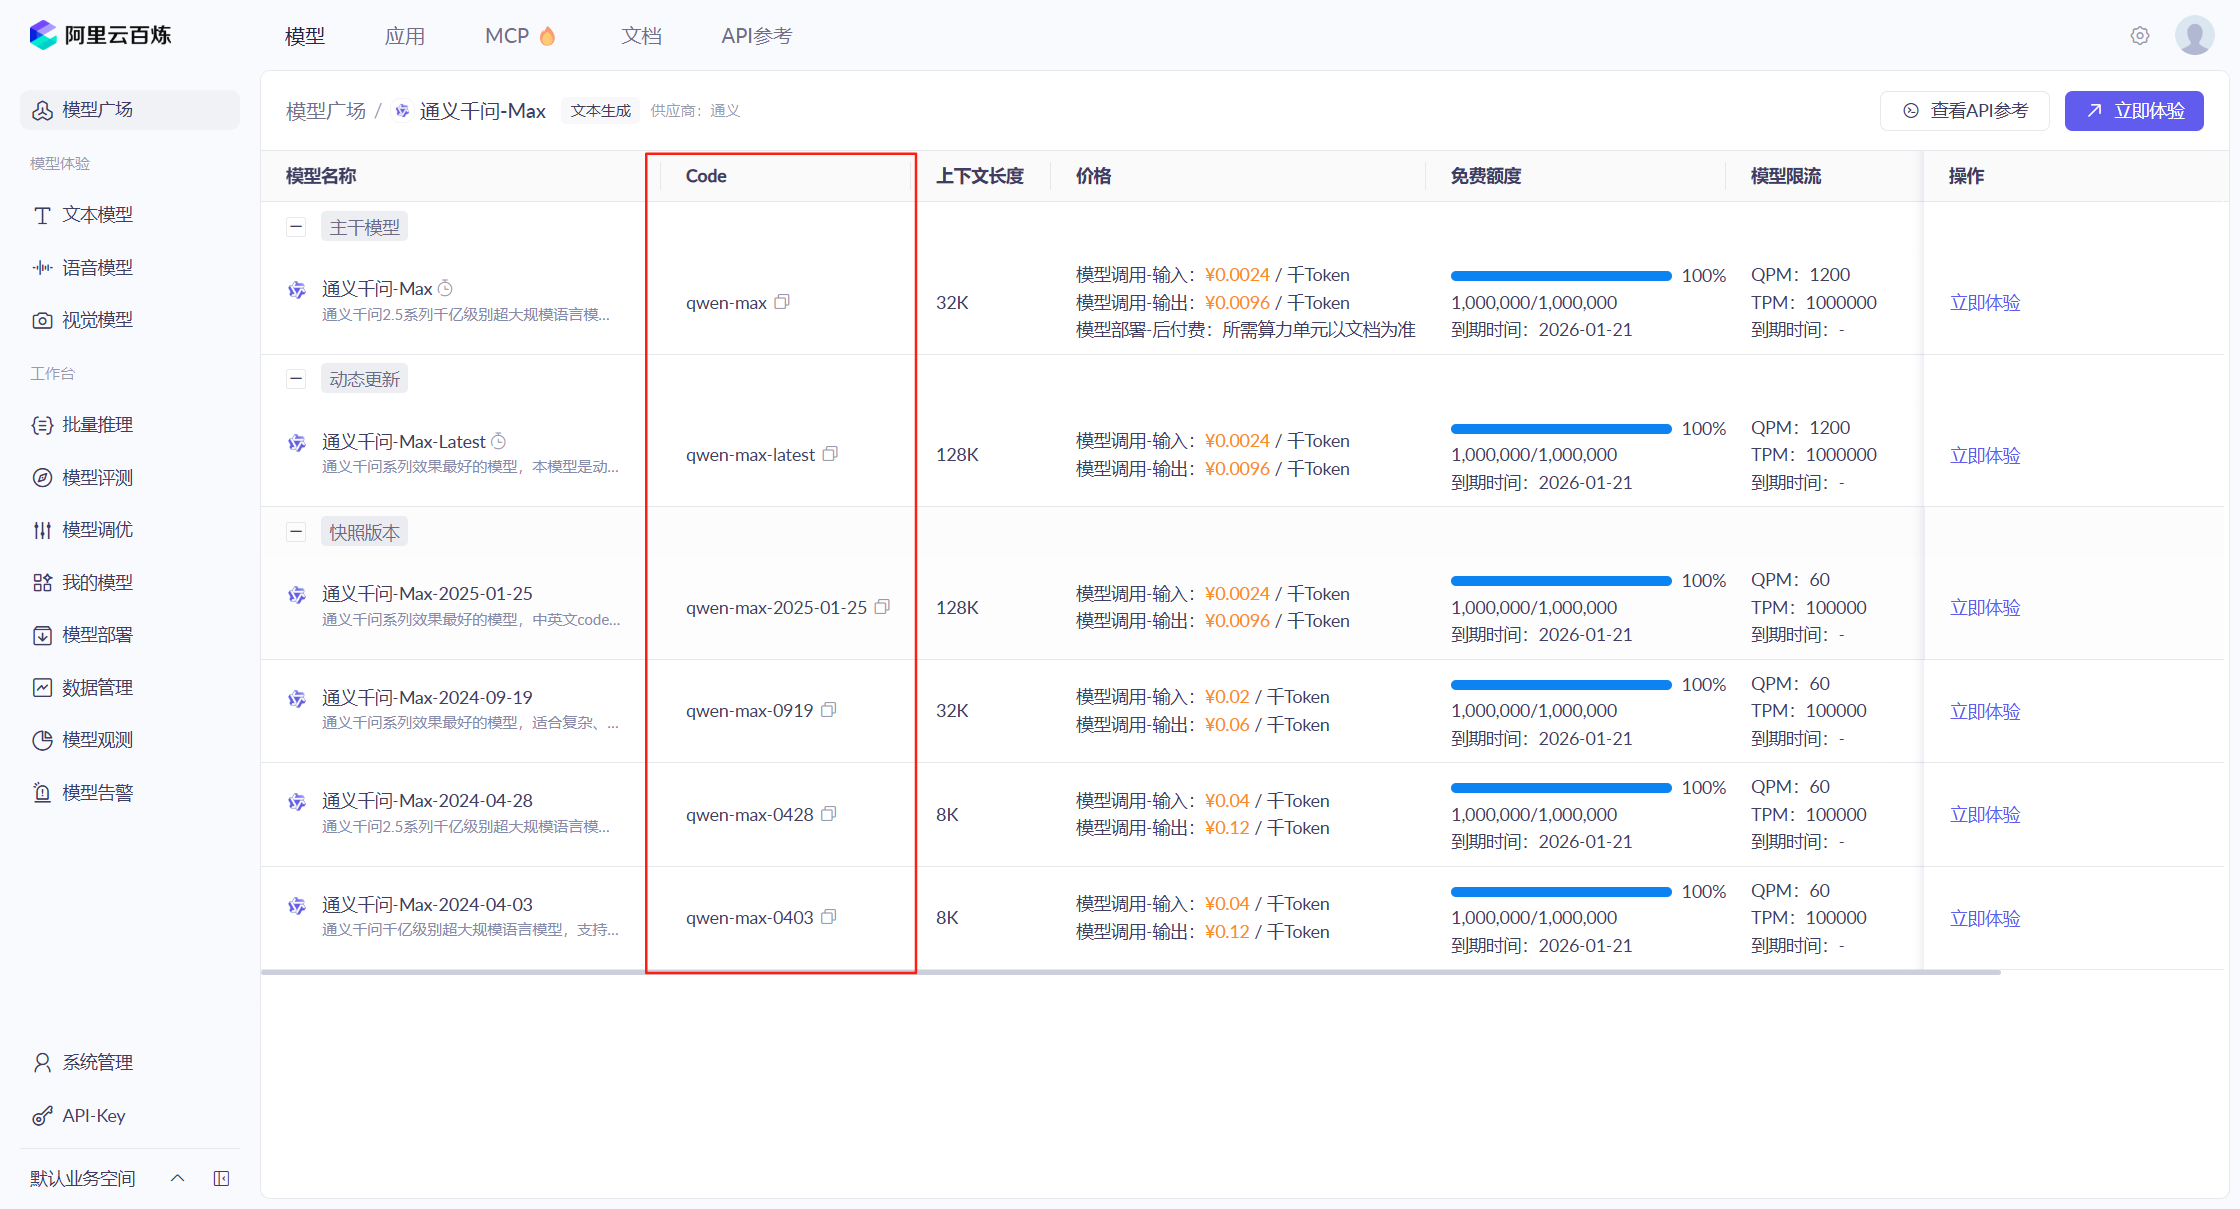 阿里云百炼
模型
应用
MCP
文档
API参考
模型广场
模型体验
文本模型
语音模型
视觉模型
工作台
批量推理
模型评测
模型调优
我的模型
模型部署
数据管理
模型观测
模型告警
系统管理
API-Key
默认业务空间
模型广场 / 通义千问-Max 文本生成 供应商：通义
查看API参考
立即体验
模型名称 Code 上下文长度 价格 免费额度 模型限流 操作
主干模型
通义千问-Max
通义千问2.5系列千亿级别超大规模语言模...
qwen-max
32K
模型调用-输入：¥0.0024 / 千Token
模型调用-输出：¥0.0096 / 千Token
模型部署-后付费：所需算力单元以文档为准
100%
1,000,000/1,000,000
到期时间：2026-01-21
QPM：1200
TPM：1000000
到期时间：-
立即体验
动态更新
通义千问-Max-Latest
通义千问系列效果最好的模型，本模型是动...
qwen-max-latest
128K
模型调用-输入：¥0.0024 / 千Token
模型调用-输出：¥0.0096 / 千Token
100%
1,000,000/1,000,000
到期时间：2026-01-21
QPM：1200
TPM：1000000
到期时间：-
立即体验
快照版本
通义千问-Max-2025-01-25
通义千问系列效果最好的模型，中英文code...
qwen-max-2025-01-25
128K
模型调用-输入：¥0.0024 / 千Token
模型调用-输出：¥0.0096 / 千Token
100%
1,000,000/1,000,000
到期时间：2026-01-21
QPM：60
TPM：100000
到期时间：-
立即体验
通义千问-Max-2024-09-19
通义千问系列效果最好的模型，适合复杂、...
qwen-max-0919
32K
模型调用-输入：¥0.02 / 千Token
模型调用-输出：¥0.06 / 千Token
100%
1,000,000/1,000,000
到期时间：2026-01-21
QPM：60
TPM：100000
到期时间：-
立即体验
通义千问-Max-2024-04-28
通义千问2.5系列千亿级别超大规模语言模...
qwen-max-0428
8K
模型调用-输入：¥0.04 / 千Token
模型调用-输出：¥0.12 / 千Token
100%
1,000,000/1,000,000
到期时间：2026-01-21
QPM：60
TPM：100000
到期时间：-
立即体验
通义千问-Max-2024-04-03
通义千问千亿级别超大规模语言模型，支持...
qwen-max-0403
8K
模型调用-输入：¥0.04 / 千Token
模型调用-输出：¥0.12 / 千Token
100%
1,000,000/1,000,000
到期时间：2026-01-21
QPM：60
TPM：100000
到期时间：-
立即体验